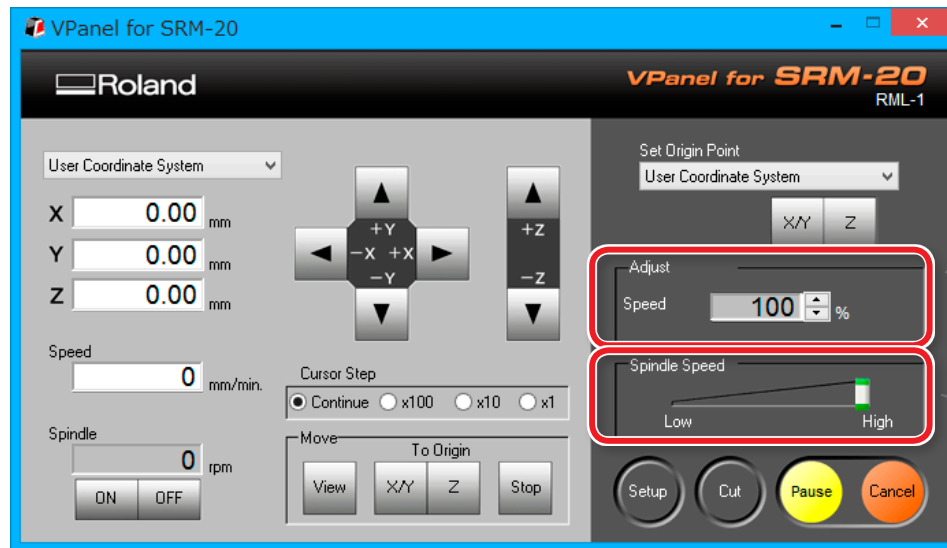 VPanel for SRM-20
Roland
VPanel for SRM-20
RML-1
User Coordinate System
X 0.00 mm
Y 0.00 mm
Z 0.00 mm
Speed
0 mm/min.
Spindle
0 rpm
ON OFF
+Y
-X +X
-Y
+Z
-Z
Cursor Step
Continue x100 x10 x1
Move
To Origin
View X/Y Z Stop
Set Origin Point
User Coordinate System
X/Y Z
Adjust
Speed 100 %
Spindle Speed
Low High
Setup Cut Pause Cancel